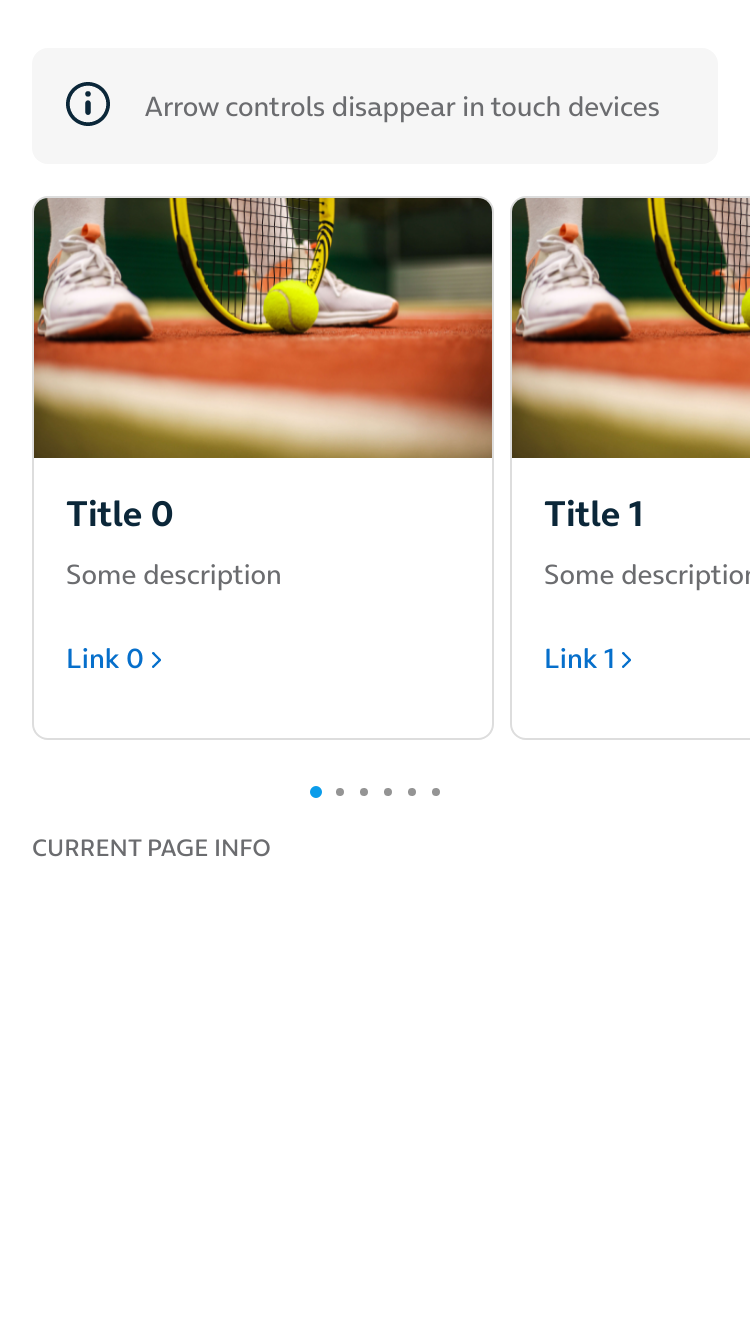 Arrow controls disappear in touch devices
Title 0
Some description
Link 0
Title 1
Some description
Link 1
CURRENT PAGE INFO